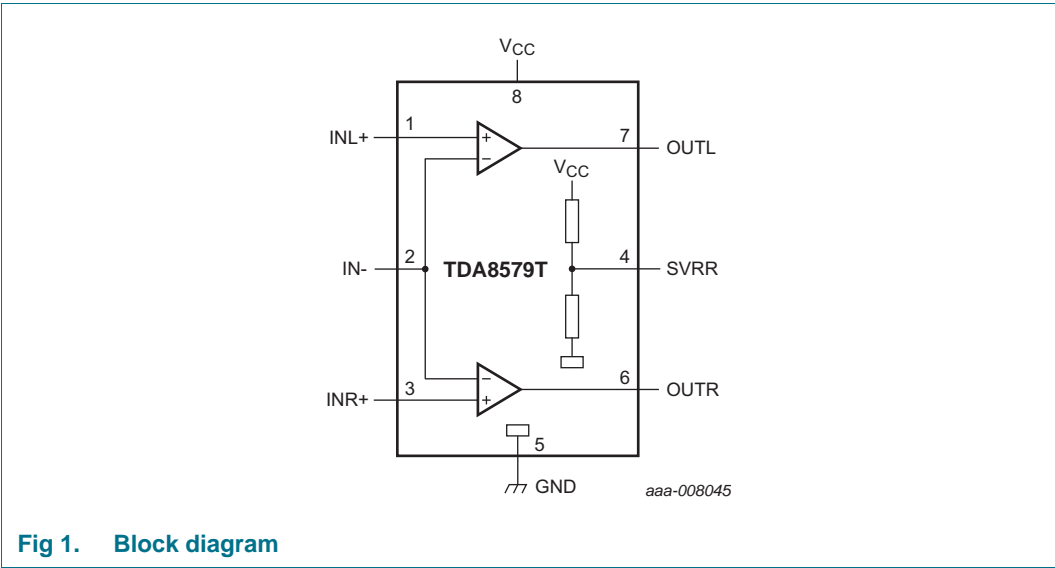 VCC
8
INL+
1
+
−
7
OUTL
VCC
IN-
2
TDA8579T
4
SVRR
INR+
3
−
+
6
OUTR
5
GND
aaa-008045
Fig 1. Block diagram